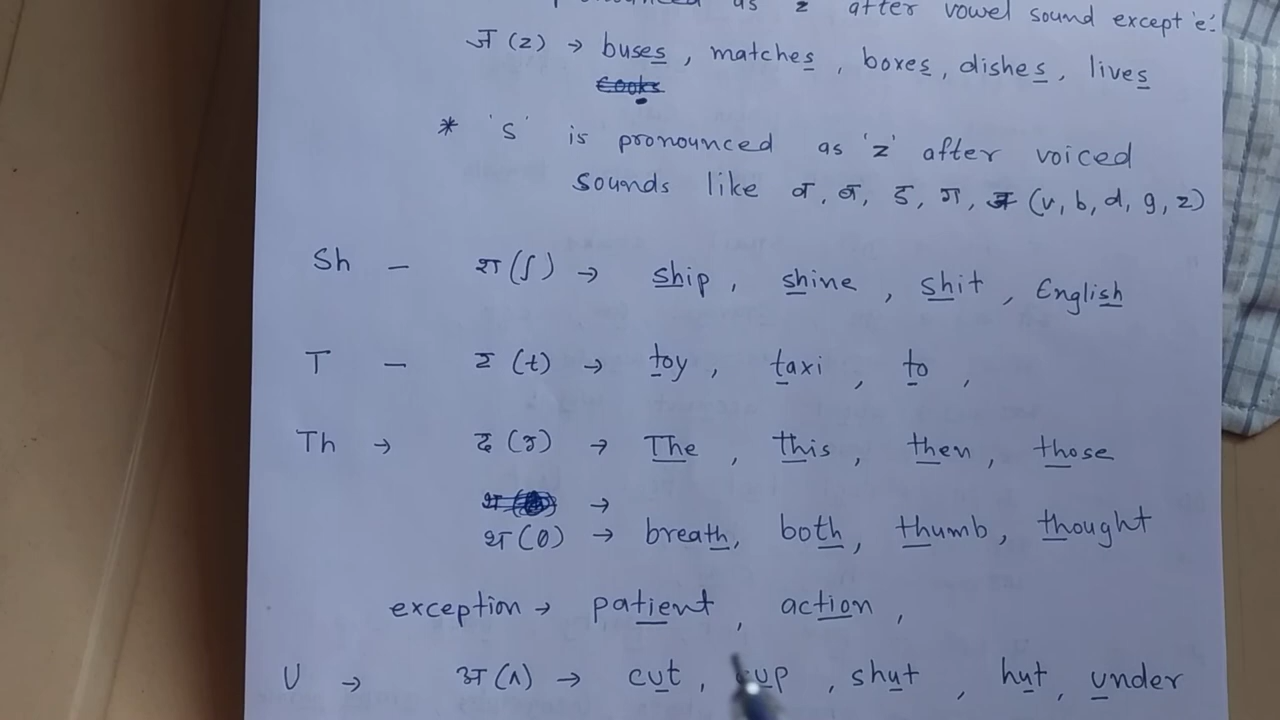 as z after vowel sound except 'e'.
ज़ (z) → buses, matches, boxes, dishes, lives
* 's' is pronounced as 'z' after voiced
sounds like व, ब, ड, ग, ज़ (v, b, d, g, z)
Sh – श (ʃ) → ship, shine, shit, English
T – ट (t) → toy, taxi, to,
Th → द (ठ) → The, this, then, those
थ (θ) → breath, both, thumb, thought
exception → patient, action,
U → अ (ʌ) → cut, cup, shut, hut, under